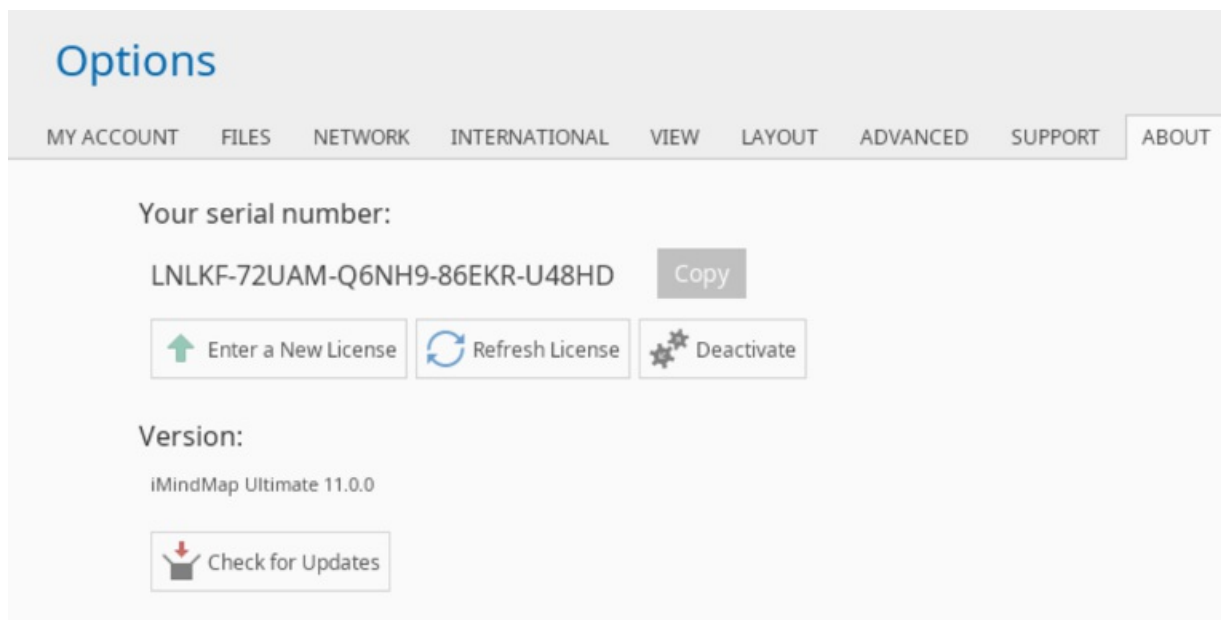 Options
MY ACCOUNT FILES NETWORK INTERNATIONAL VIEW LAYOUT ADVANCED SUPPORT ABOUT
Your serial number:
LNLKF-72UAM-Q6NH9-86EKR-U48HD Copy
Enter a New License Refresh License Deactivate
Version:
iMindMap Ultimate 11.0.0
Check for Updates